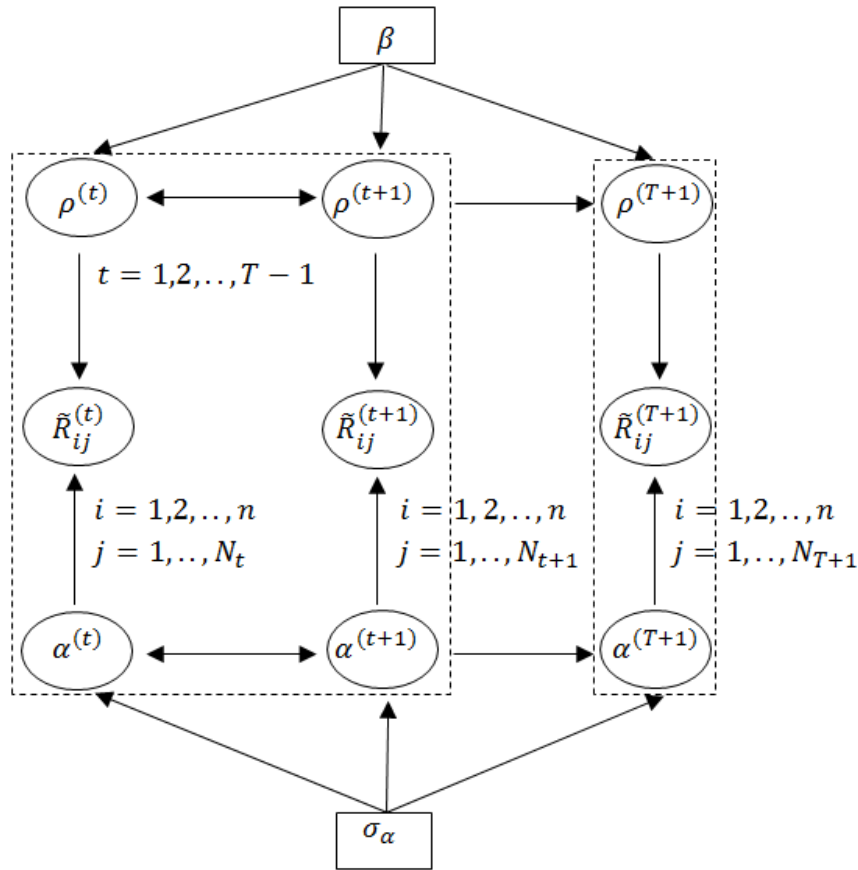 β
ρ^(t)
ρ^(t+1)
ρ^(T+1)
t = 1,2,..,T − 1
R̃_ij^(t)
R̃_ij^(t+1)
R̃_ij^(T+1)
i = 1,2,..,n
j = 1,..,N_t
i = 1, 2,..,n
j = 1,..,N_{t+1}
i = 1,2,..,n
j = 1,..,N_{T+1}
α^(t)
α^(t+1)
α^(T+1)
σ_α